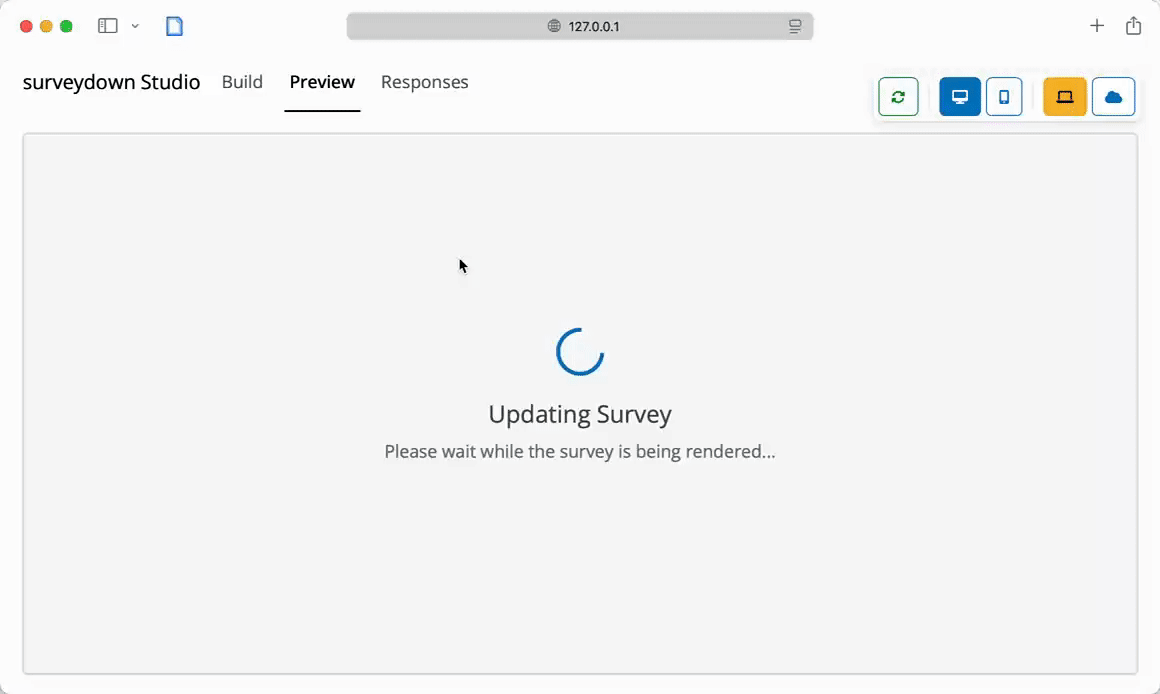 127.0.0.1
surveydown Studio Build Preview Responses
Updating Survey
Please wait while the survey is being rendered...